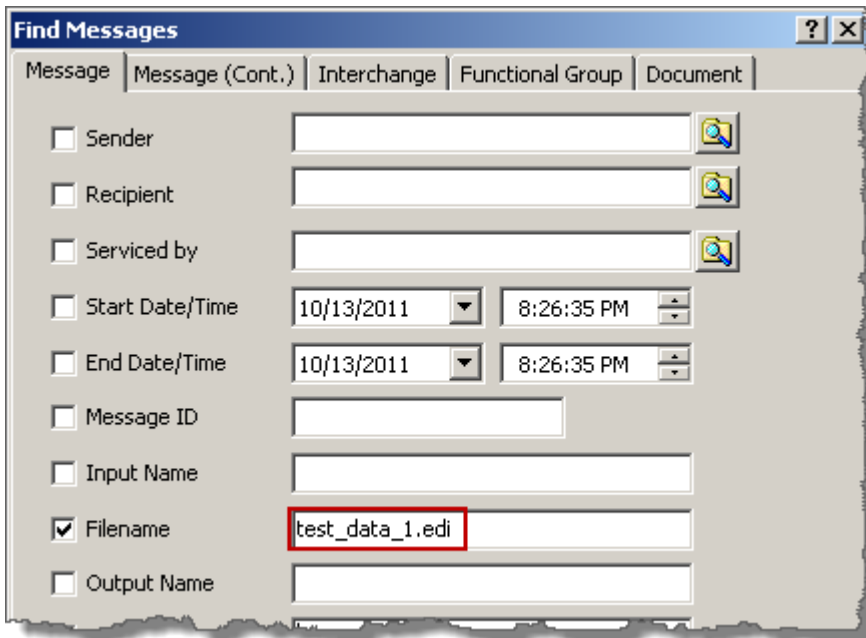 Find Messages
Message Message (Cont.) Interchange Functional Group Document
Sender
Recipient
Serviced by
Start Date/Time 10/13/2011 8:26:35 PM
End Date/Time 10/13/2011 8:26:35 PM
Message ID
Input Name
Filename test_data_1.edi
Output Name